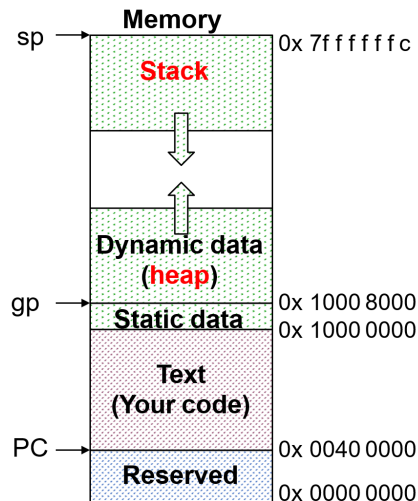 Memory
sp
0x 7f f f f f f c
Stack
Dynamic data
(heap)
gp
0x 1000 8000
Static data
0x 1000 0000
Text
(Your code)
PC
0x 0040 0000
Reserved
0x 0000 0000